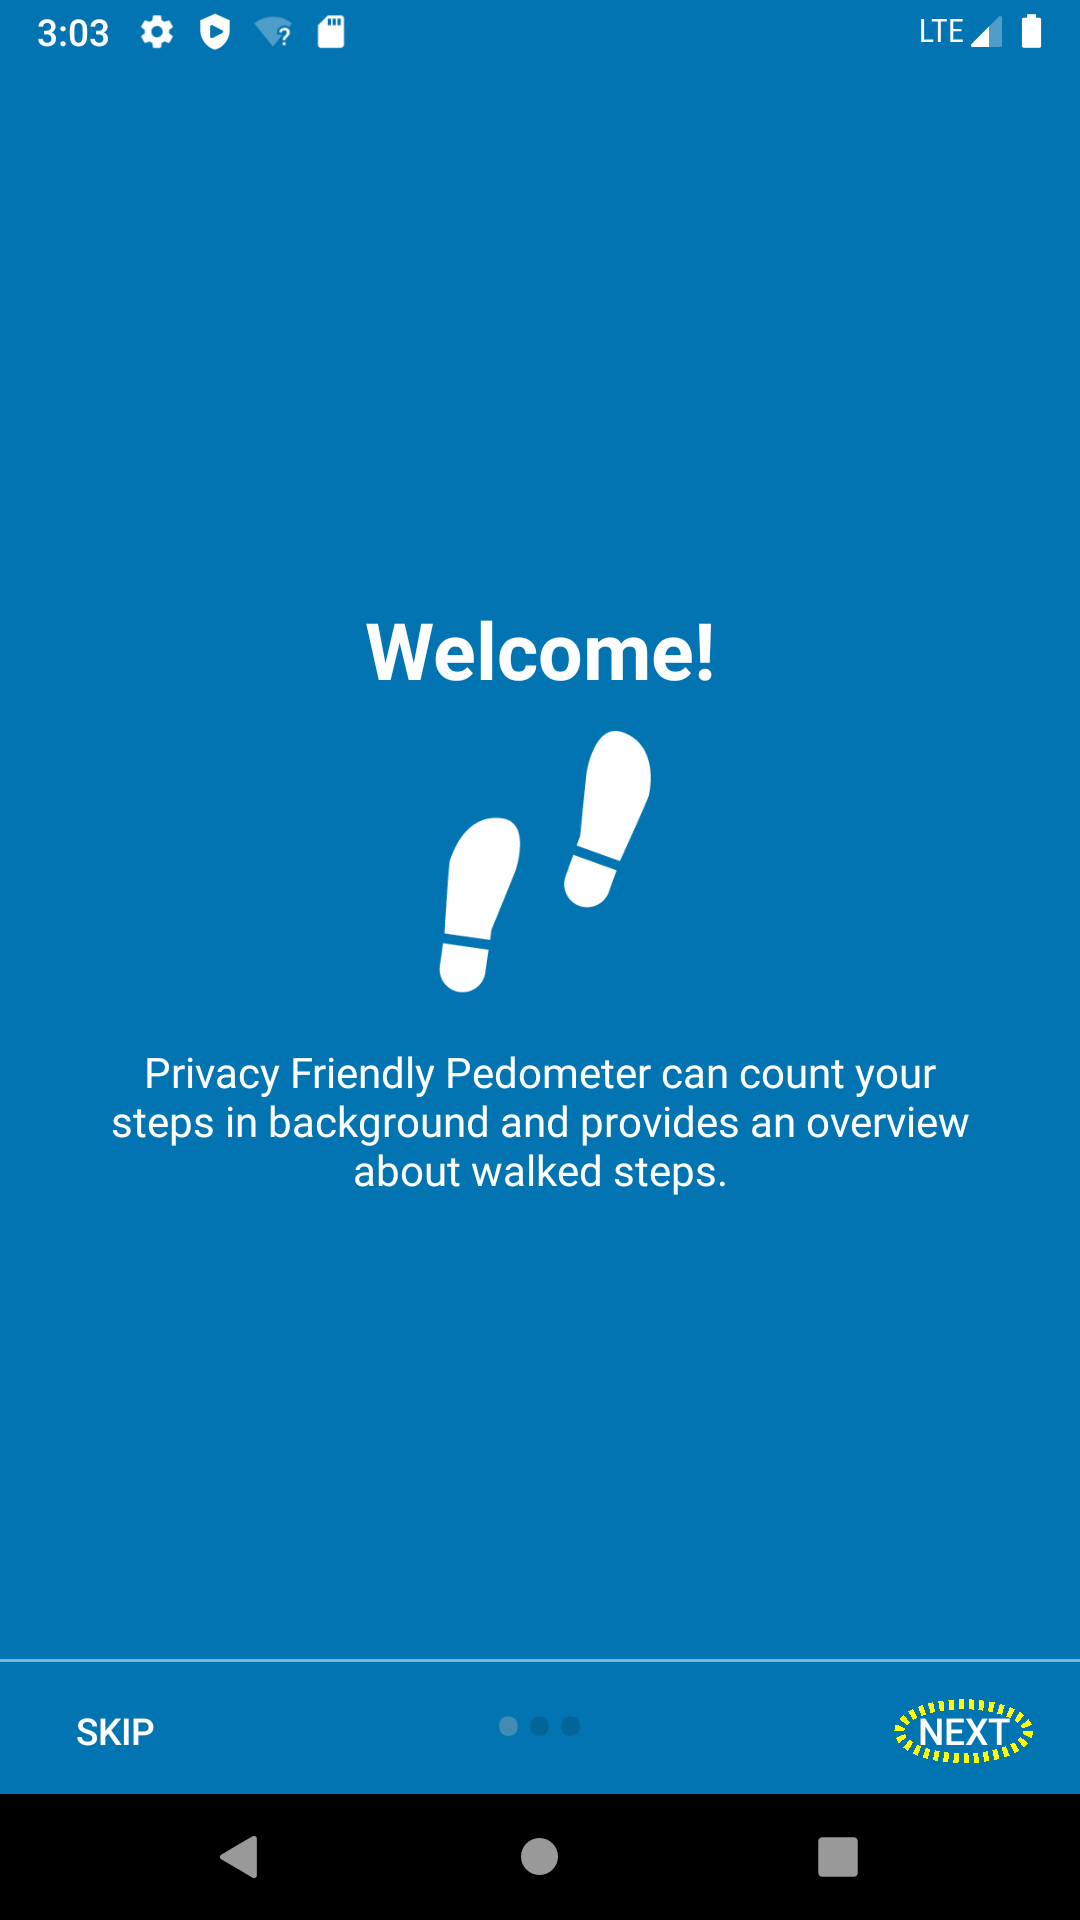 3:03
LTE
Welcome!
Privacy Friendly Pedometer can count your
steps in background and provides an overview
about walked steps.
SKIP
NEXT